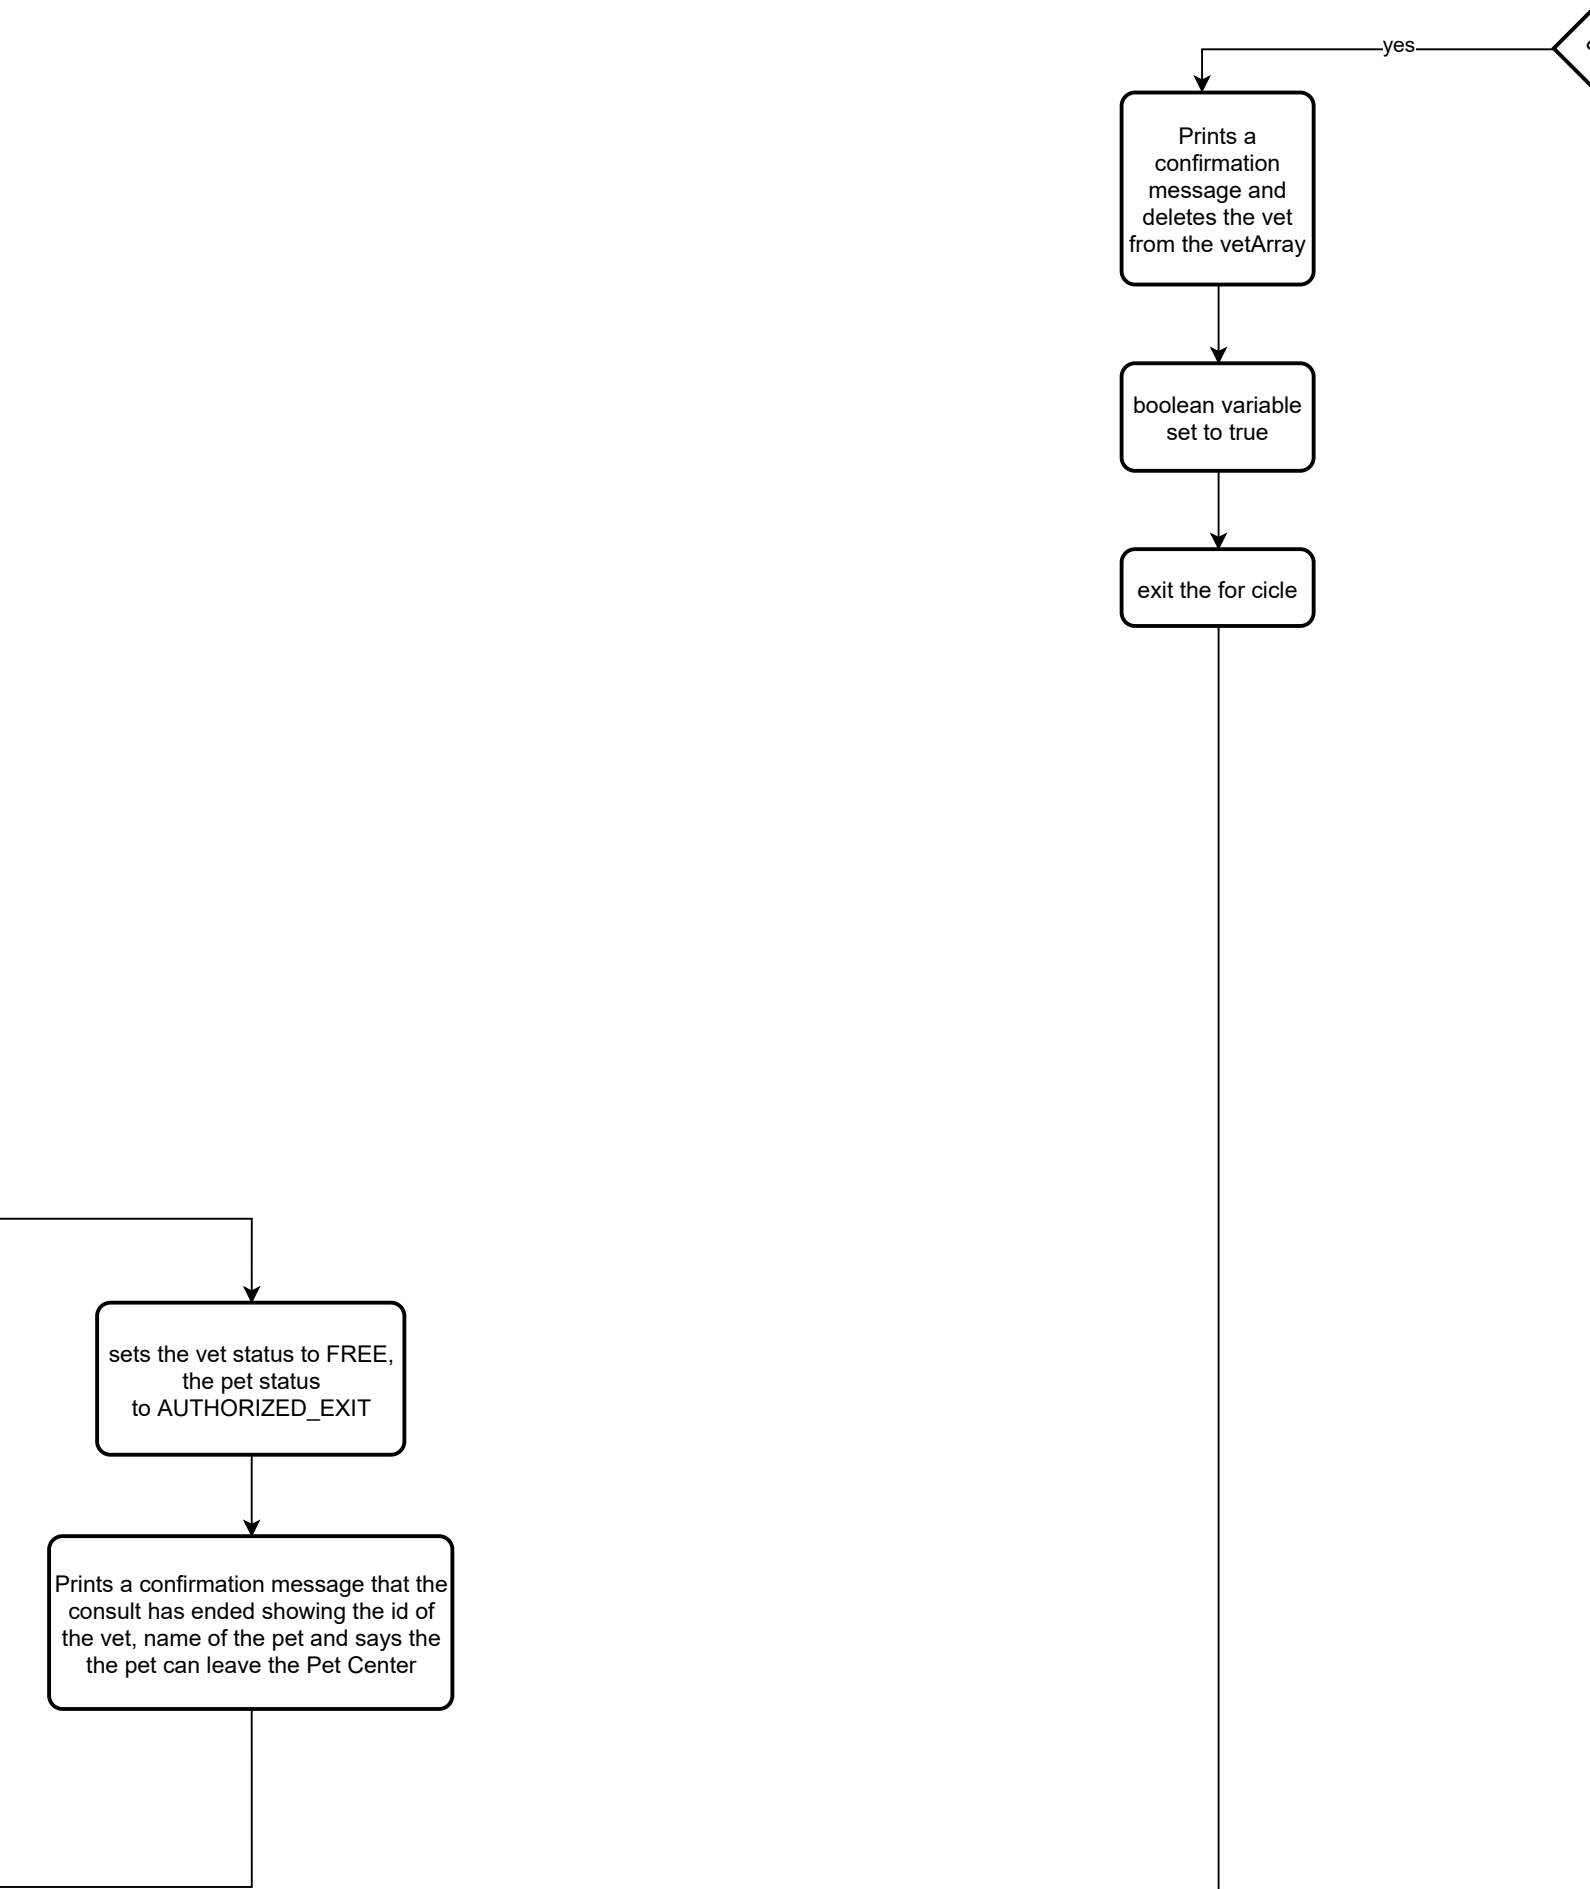 yes
Prints a
confirmation
message and
deletes the vet
from the vetArray
boolean variable
set to true
exit the for cicle
sets the vet status to FREE,
the pet status
to AUTHORIZED_EXIT
Prints a confirmation message that the
consult has ended showing the id of
the vet, name of the pet and says the
the pet can leave the Pet Center